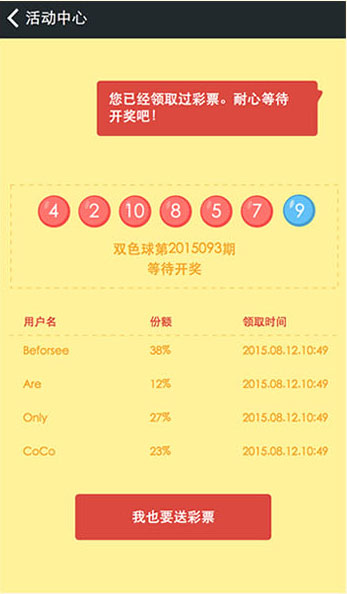 活动中心
您已经领取过彩票。耐心等待
开奖吧！
4 2 10 8 5 7 9
双色球第2015093期
等待开奖
用户名 份额 领取时间
Beforsee 38% 2015.08.12.10:49
Are 12% 2015.08.12.10:49
Only 27% 2015.08.12.10:49
CoCo 23% 2015.08.12.10:49
我也要送彩票